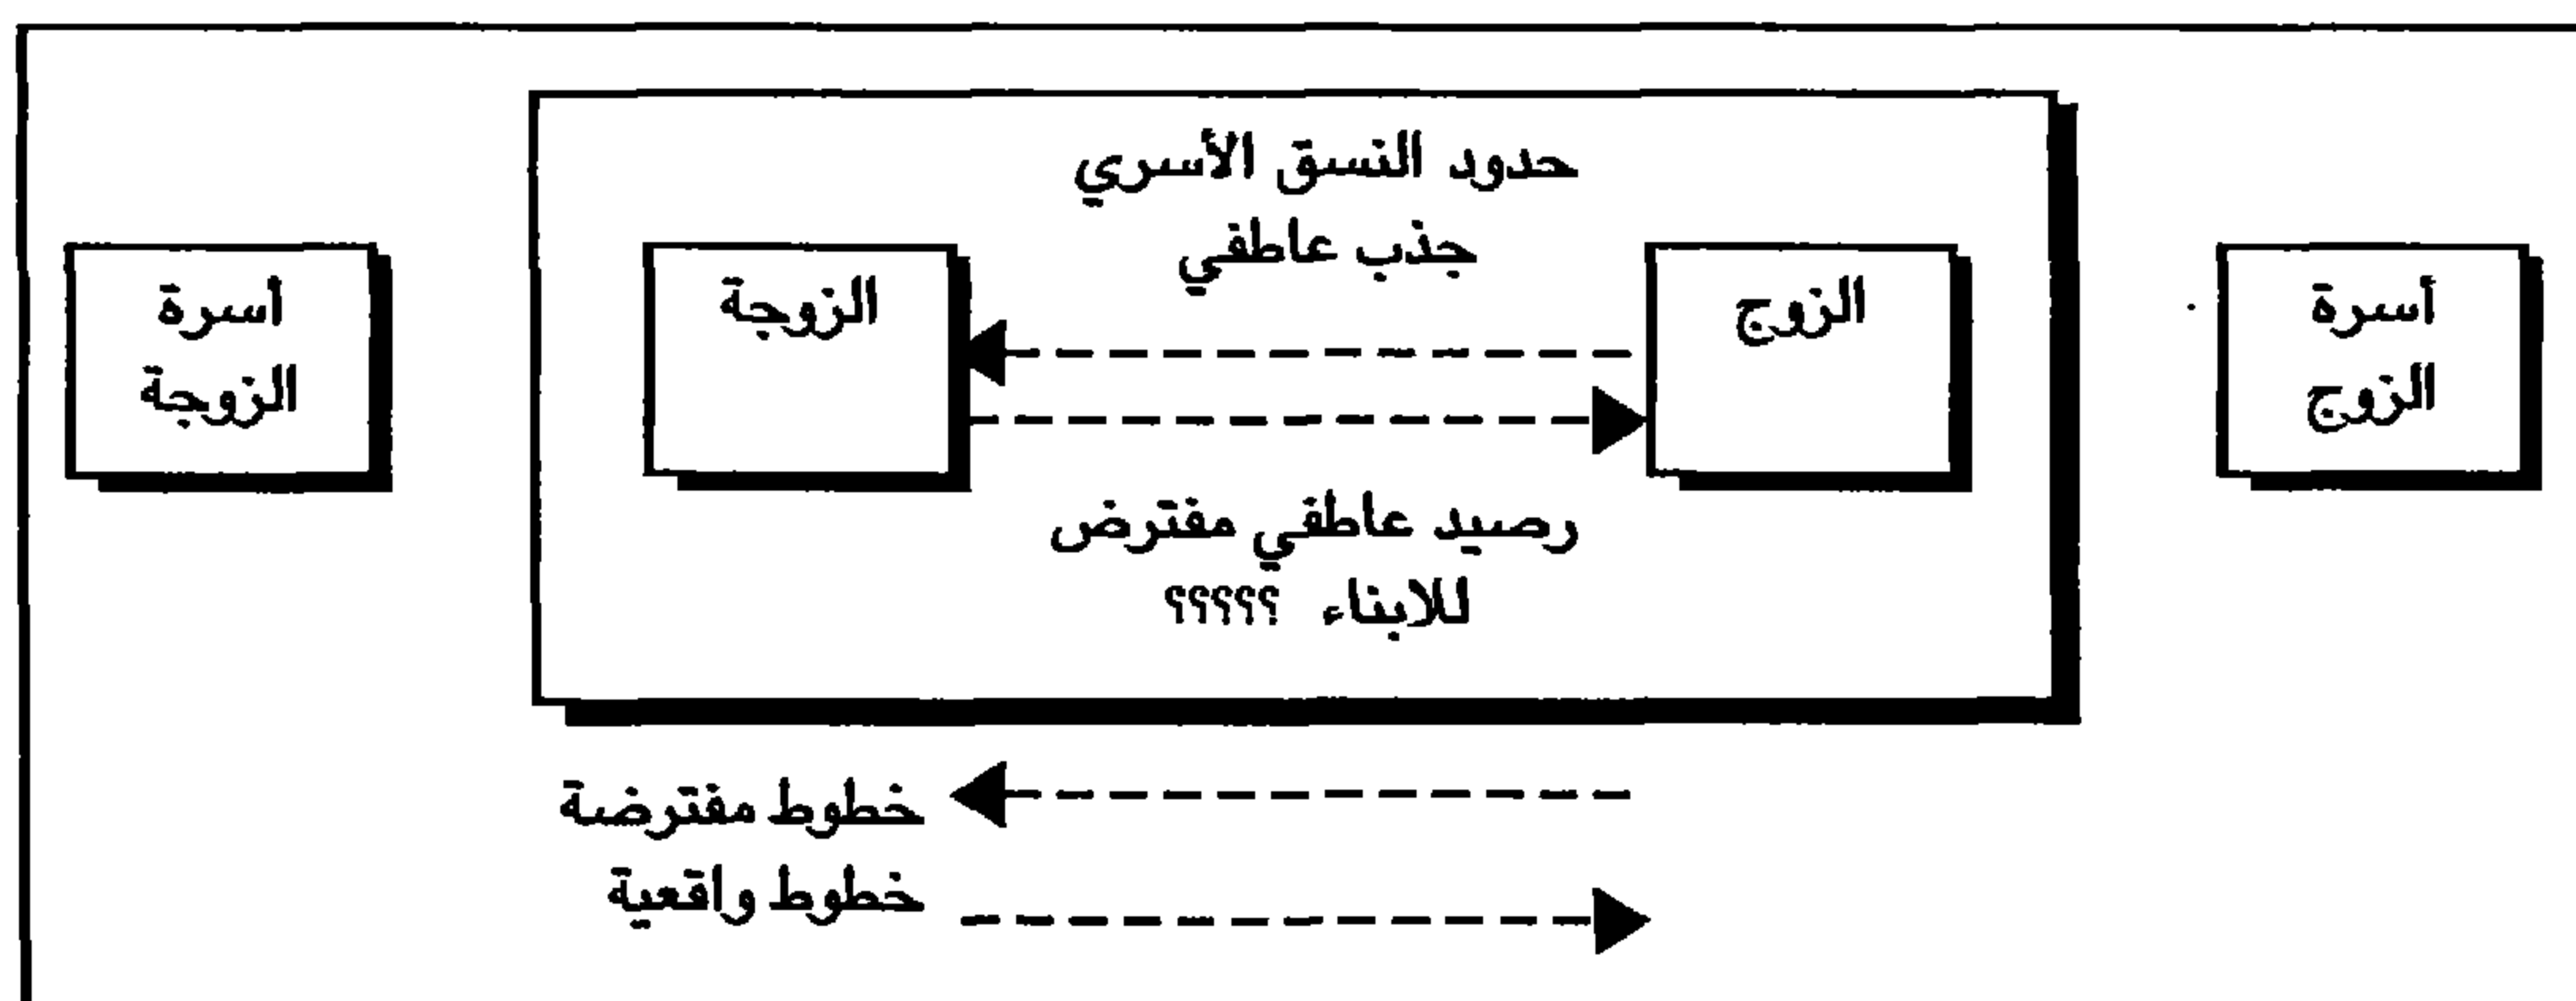 حدود النسق الأسري
جذب عاطفي
أسرة
الزوج
الزوج
الزوجة
أسرة
الزوجة
رصيد عاطفي مفترض
للابناء ؟؟؟؟؟
خطوط مفترضة
خطوط واقعية